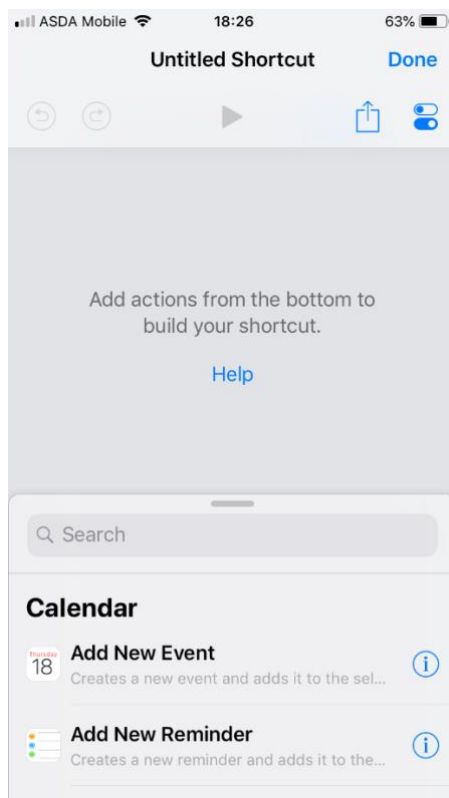 ASDA Mobile 18:26 63%
Untitled Shortcut Done
Add actions from the bottom to
build your shortcut.
Help
Search
Calendar
Thursday
18
Add New Event
Creates a new event and adds it to the sel...
Add New Reminder
Creates a new reminder and adds it to the...